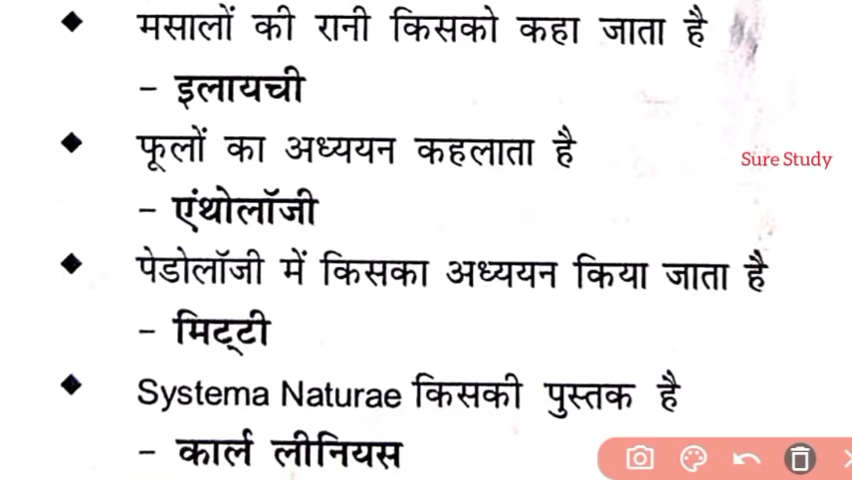 ◆ मसालों की रानी किसको कहा जाता है
– इलायची
◆ फूलों का अध्ययन कहलाता है
Sure Study
– एंथोलॉजी
◆ पेडोलॉजी में किसका अध्ययन किया जाता है
– मिट्टी
◆ Systema Naturae किसकी पुस्तक है
– कार्ल लीनियस